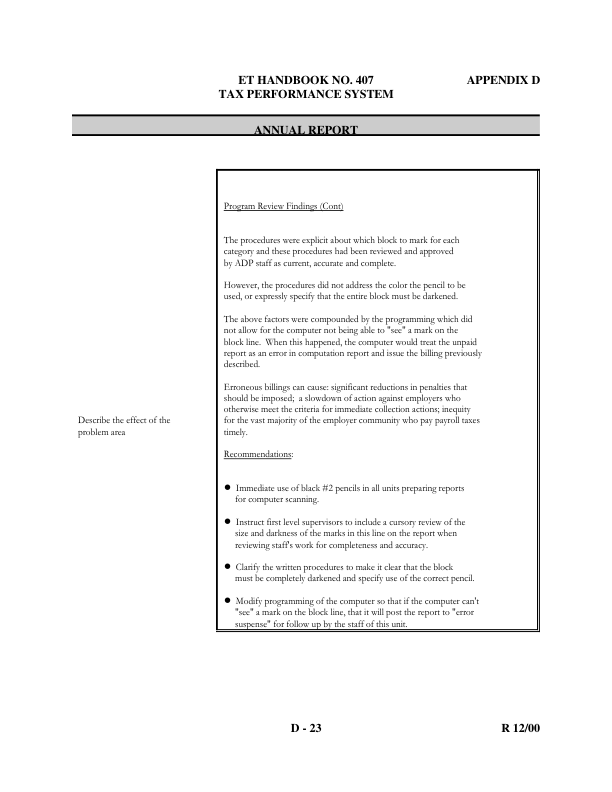 ET HANDBOOK NO. 407 APPENDIX D
TAX PERFORMANCE SYSTEM
ANNUAL REPORT
Program Review Findings (Cont)
The procedures were explicit about which block to mark for each
category and these procedures had been reviewed and approved
by ADP staff as current, accurate and complete.
However, the procedures did not address the color the pencil to be
used, or expressly specify that the entire block must be darkened.
The above factors were compounded by the programming which did
not allow for the computer not being able to "see" a mark on the
block line. When this happened, the computer would treat the unpaid
report as an error in computation report and issue the billing previously
described.
Erroneous billings can cause: significant reductions in penalties that
should be imposed; a slowdown of action against employers who
otherwise meet the criteria for immediate collection actions; inequity
for the vast majority of the employer community who pay payroll taxes
timely.
Describe the effect of the
problem area
Recommendations:
● Immediate use of black #2 pencils in all units preparing reports
for computer scanning.
● Instruct first level supervisors to include a cursory review of the
size and darkness of the marks in this line on the report when
reviewing staff's work for completeness and accuracy.
● Clarify the written procedures to make it clear that the block
must be completely darkened and specify use of the correct pencil.
● Modify programming of the computer so that if the computer can't
"see" a mark on the block line, that it will post the report to "error
suspense" for follow up by the staff of this unit.
D - 23 R 12/00